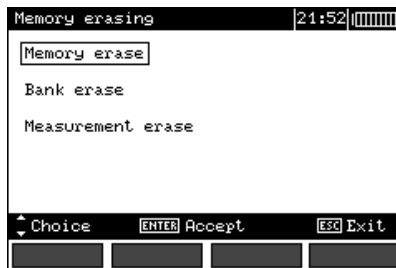 Memory erasing 21:52
Memory erase
Bank erase
Measurement erase
Choice ENTER Accept ESC Exit